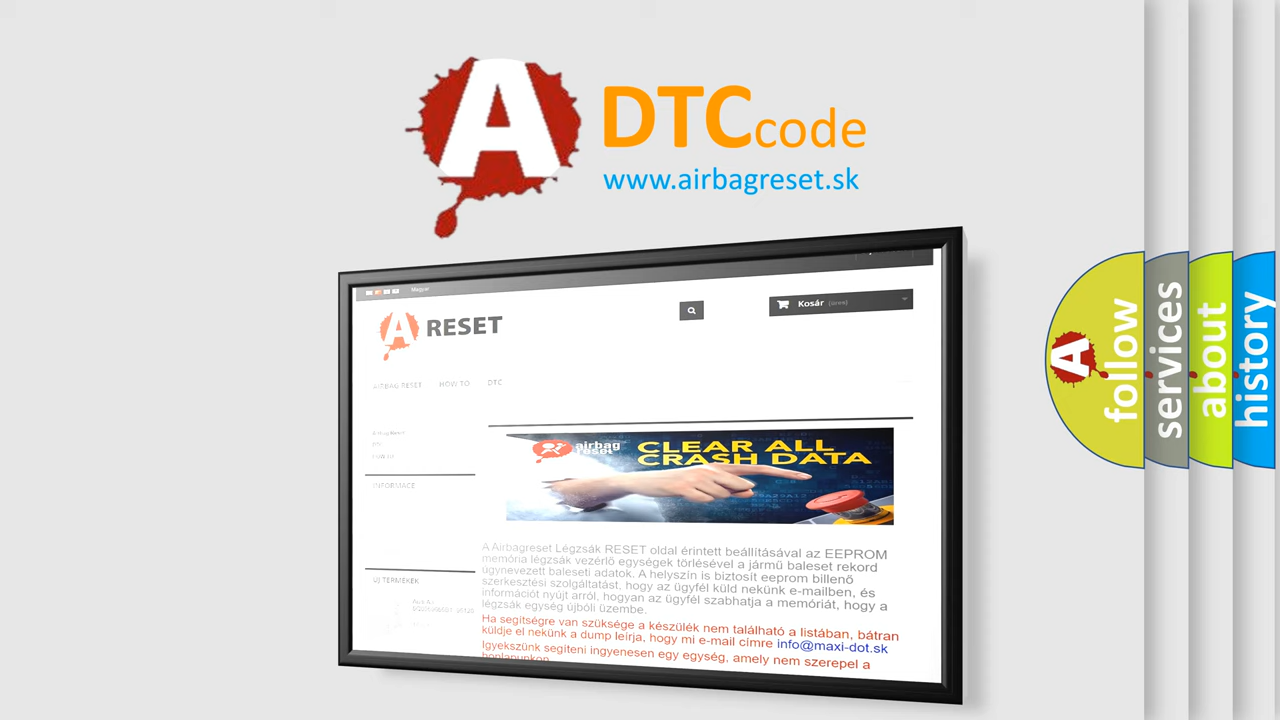 A
DTCcode
www.airbagreset.sk
Magyar
A RESET
Kosár (üres)
AIRBAG RESET HOW TO DTC
airbag
reset
CLEAR ALL
CRASH DATA
INFORMACE
A Airbagreset Légzsák RESET oldal érintett beállításával az EEPROM
memória légzsák vezérlő egységek törlésével a jármű baleset rekord
úgynevezett baleseti adatok. A helyszín is biztosít eeprom billenő
szerkesztési szolgáltatást, hogy az ügyfél küld nekünk e-mailben, és
információt nyújt arról, hogyan az ügyfél szabhatja a memóriát, hogy a
légzsák egység újbóli üzembe.
Ha segítségre van szüksége a készülék nem található a listában, bátran
küldje el nekünk a dump leírja, hogy mi e-mail címre info@maxi-dot.sk
Igyekszünk segíteni ingyenesen egy egység, amely nem szerepel a
honlapunkon
ÚJ TERMÉKEK
A
follow
services
about
history